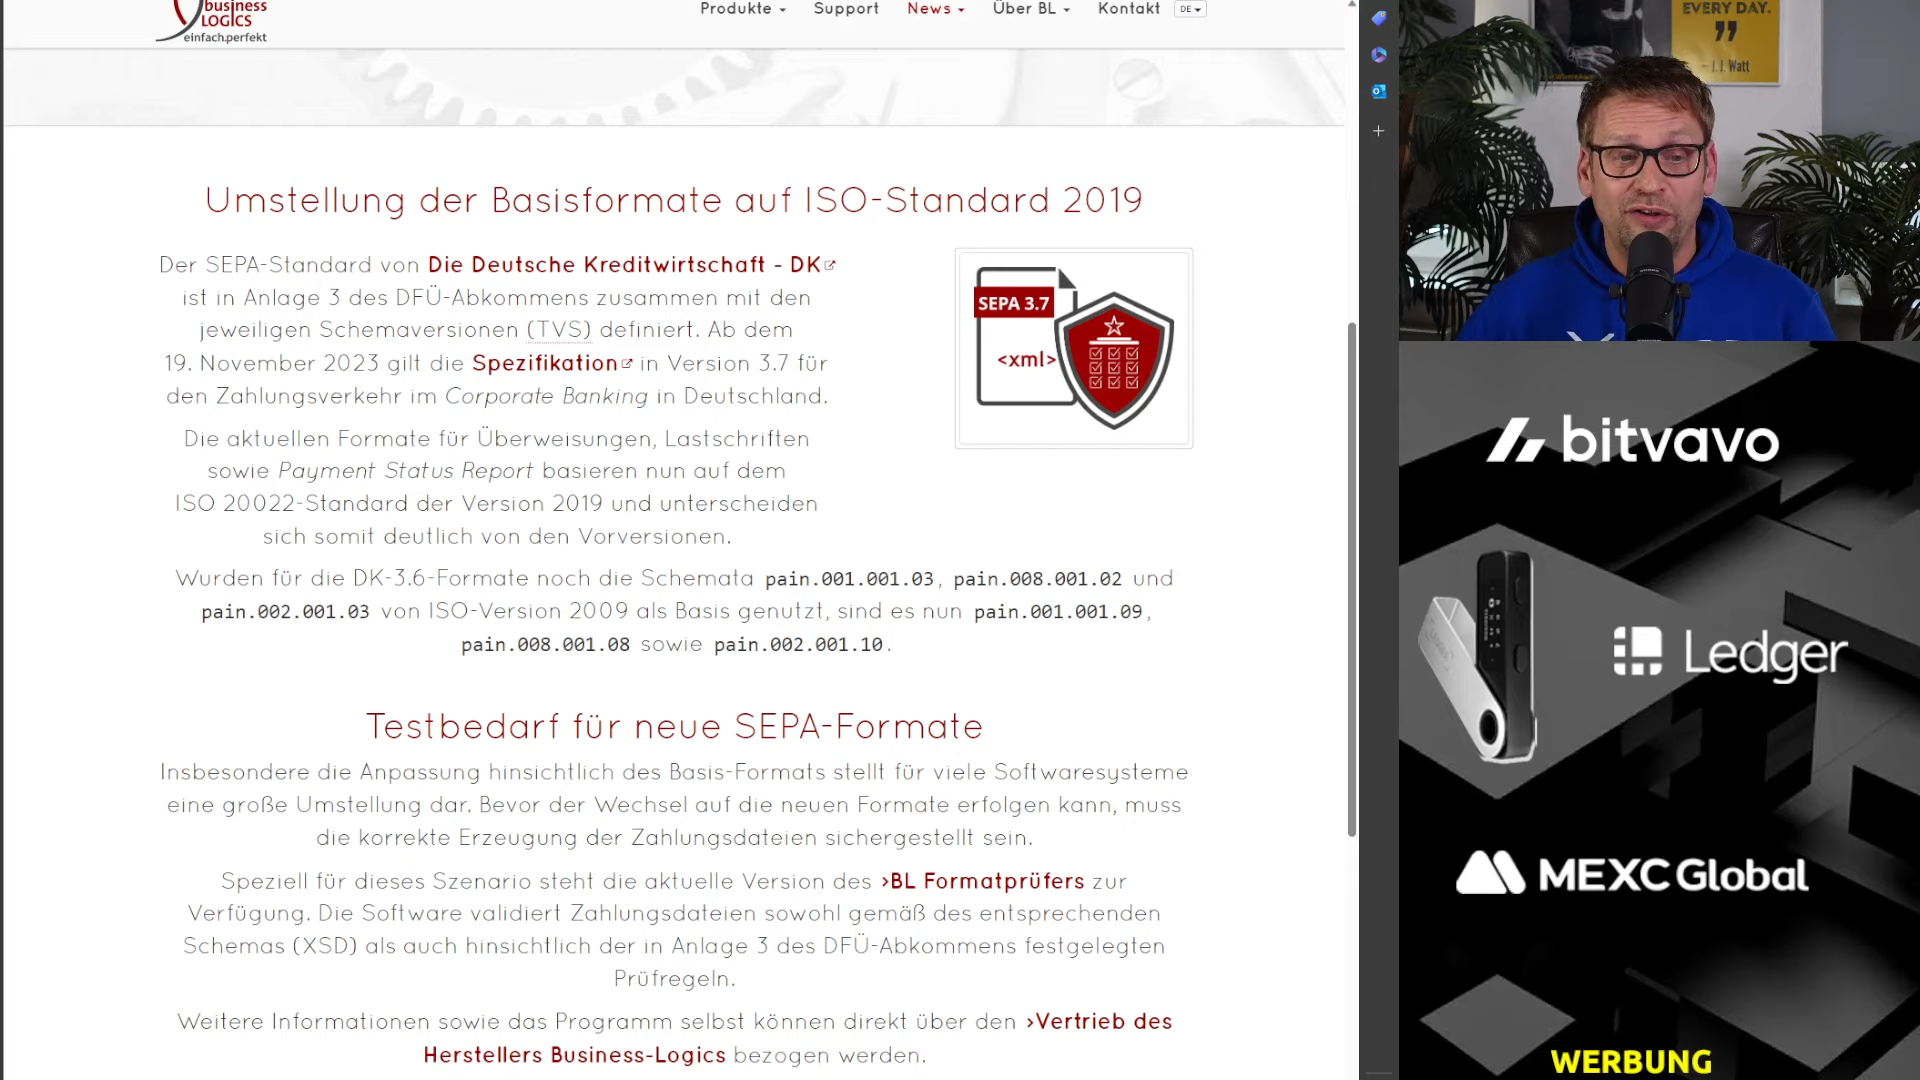 business
LOGICS
einfach.perfekt
Produkte
Support
News
Über BL
Kontakt
DE
Umstellung der Basisformate auf ISO-Standard 2019
Der SEPA-Standard von Die Deutsche Kreditwirtschaft - DK
ist in Anlage 3 des DFÜ-Abkommens zusammen mit den
jeweiligen Schemaversionen (TVS) definiert. Ab dem
19. November 2023 gilt die Spezifikation in Version 3.7 für
den Zahlungsverkehr im Corporate Banking in Deutschland.
SEPA 3.7
<xml>
Die aktuellen Formate für Überweisungen, Lastschriften
sowie Payment Status Report basieren nun auf dem
ISO 20022-Standard der Version 2019 und unterscheiden
sich somit deutlich von den Vorversionen.
Wurden für die DK-3.6-Formate noch die Schemata pain.001.001.03, pain.008.001.02 und
pain.002.001.03 von ISO-Version 2009 als Basis genutzt, sind es nun pain.001.001.09,
pain.008.001.08 sowie pain.002.001.10.
Testbedarf für neue SEPA-Formate
Insbesondere die Anpassung hinsichtlich des Basis-Formats stellt für viele Softwaresysteme
eine große Umstellung dar. Bevor der Wechsel auf die neuen Formate erfolgen kann, muss
die korrekte Erzeugung der Zahlungsdateien sichergestellt sein.
Speziell für dieses Szenario steht die aktuelle Version des ›BL Formatprüfers zur
Verfügung. Die Software validiert Zahlungsdateien sowohl gemäß des entsprechenden
Schemas (XSD) als auch hinsichtlich der in Anlage 3 des DFÜ-Abkommens festgelegten
Prüfregeln.
Weitere Informationen sowie das Programm selbst können direkt über den ›Vertrieb des
Herstellers Business-Logics bezogen werden.
EVERY DAY.
”
– J.J. Watt
bitvavo
Ledger
MEXC Global
WERBUNG